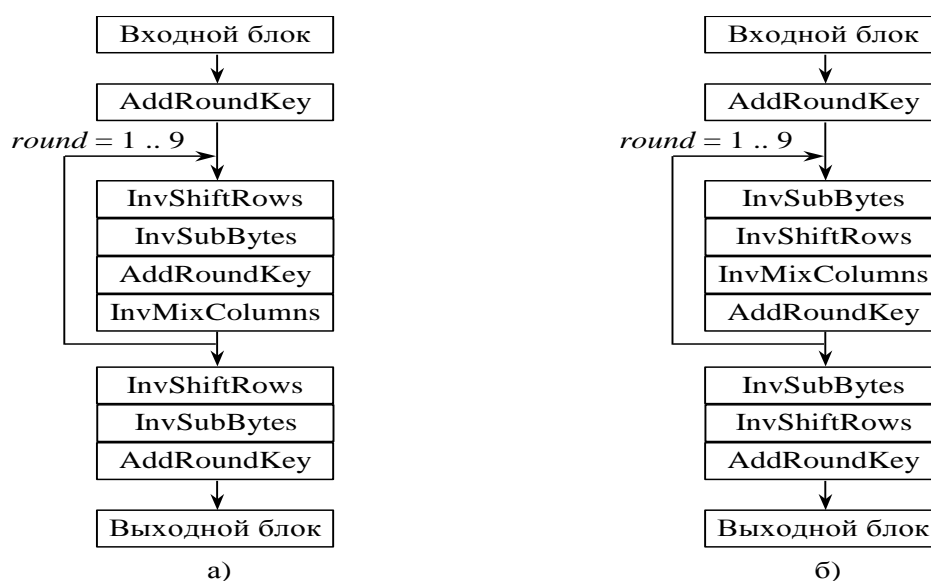 Входной блок
AddRoundKey
round = 1 .. 9
InvShiftRows
InvSubBytes
AddRoundKey
InvMixColumns
InvShiftRows
InvSubBytes
AddRoundKey
Выходной блок
а)
Входной блок
AddRoundKey
round = 1 .. 9
InvSubBytes
InvShiftRows
InvMixColumns
AddRoundKey
InvSubBytes
InvShiftRows
AddRoundKey
Выходной блок
б)